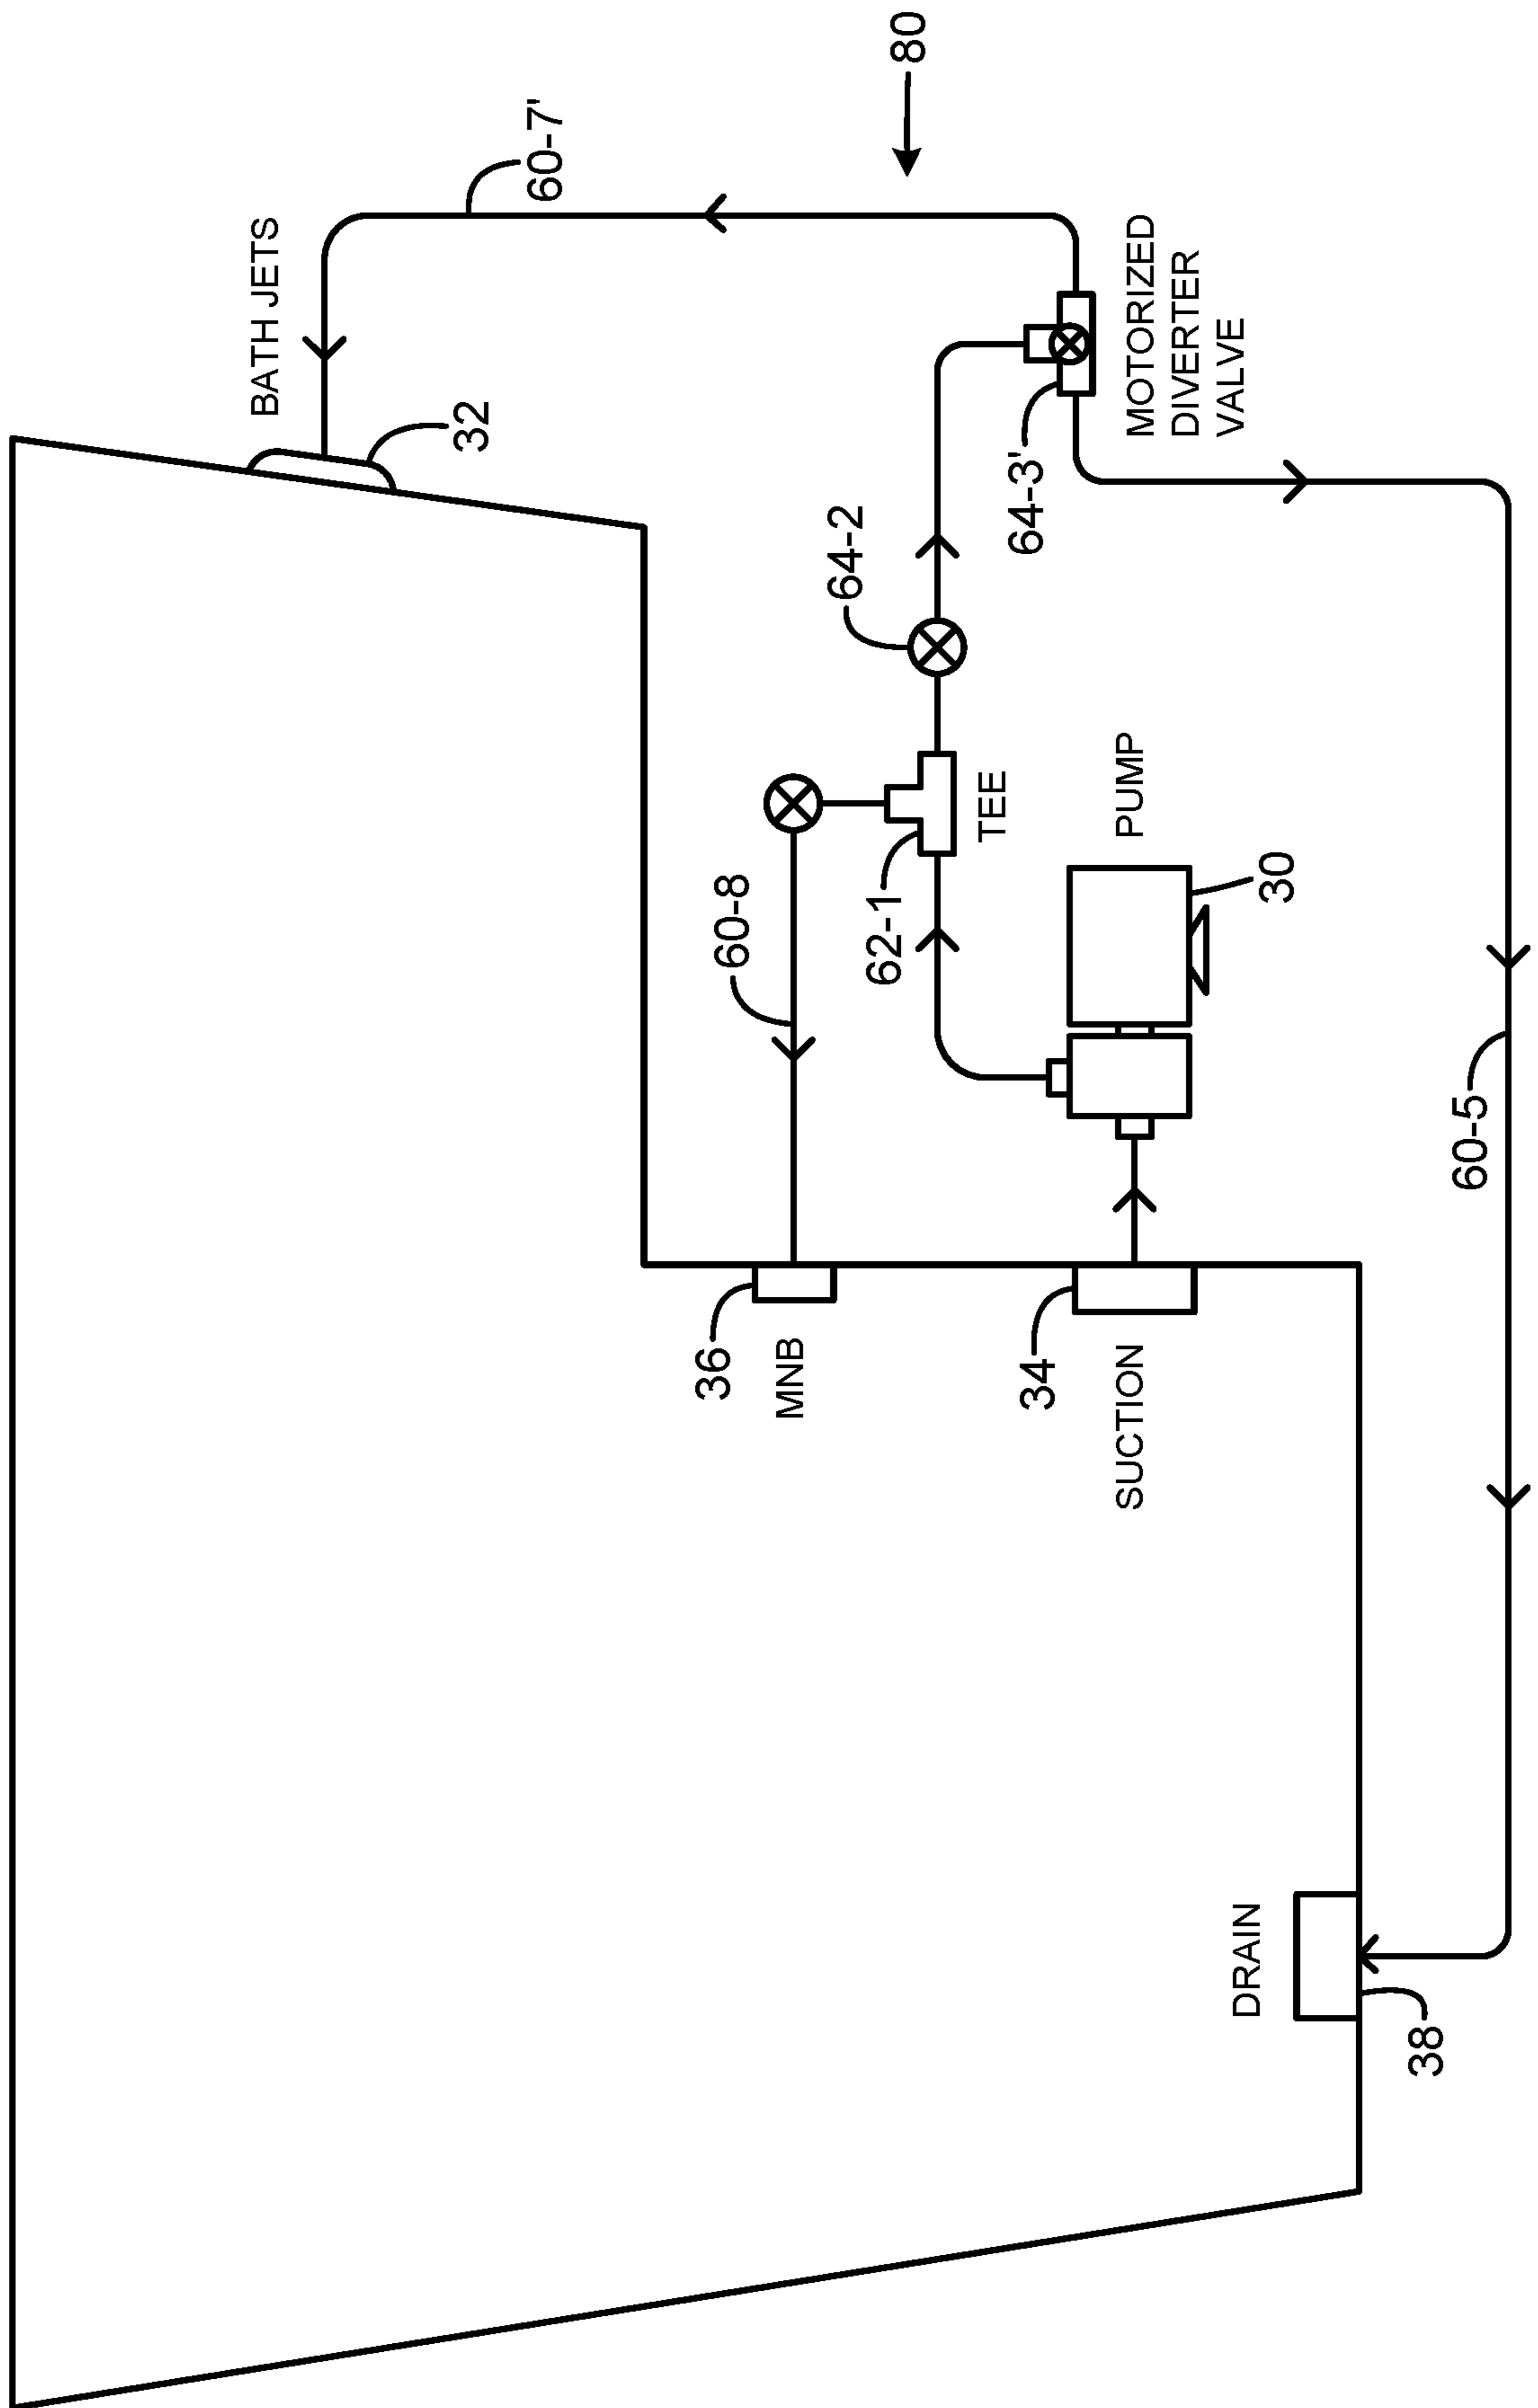 80
60-7'
BATH JETS
32
64-2
64-3'
MOTORIZED
DIVERTER
VALVE
60-8
62-1
TEE
PUMP
30
36
MNB
34
SUCTION
60-5
DRAIN
38